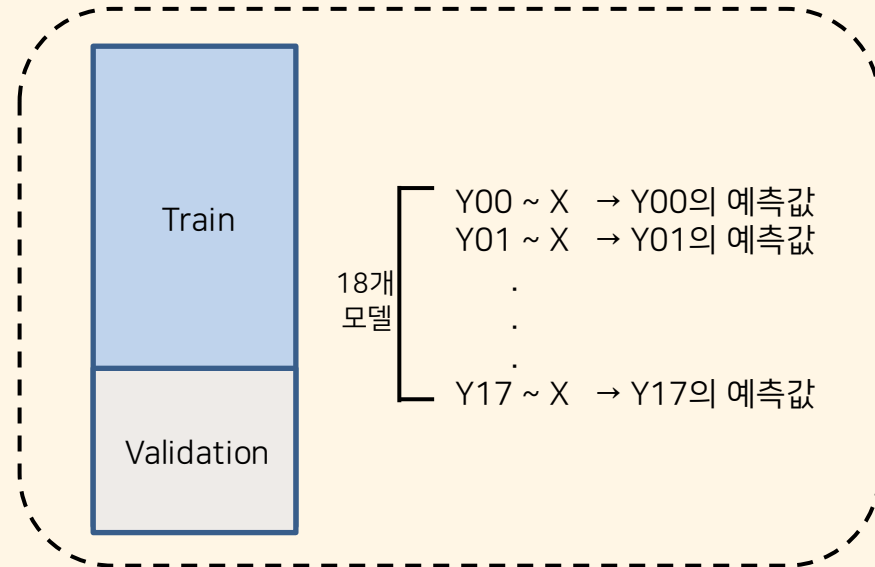 Train
Validation
18개
모델
Y00 ~ X → Y00의 예측값
Y01 ~ X → Y01의 예측값
.
.
.
Y17 ~ X → Y17의 예측값